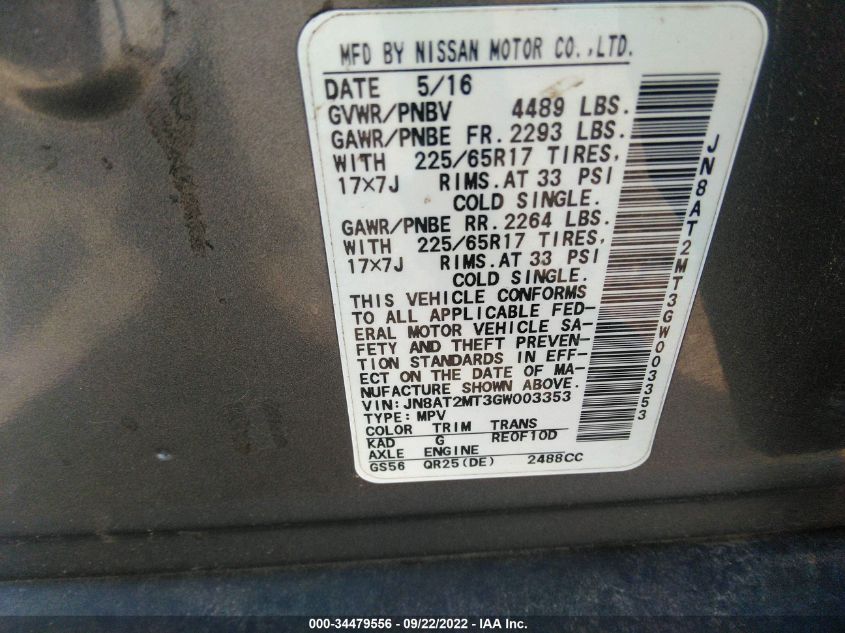 MFD BY NISSAN MOTOR CO.,LTD.
DATE 5/16
GVWR/PNBV 4489 LBS.
GAWR/PNBE FR. 2293 LBS.
WITH 225/65R17 TIRES,
17×7J RIMS.AT 33 PSI
COLD SINGLE.
GAWR/PNBE RR. 2264 LBS.
WITH 225/65R17 TIRES,
17×7J RIMS.AT 33 PSI
COLD SINGLE.
THIS VEHICLE CONFORMS
TO ALL APPLICABLE FED-
ERAL MOTOR VEHICLE SA-
FETY AND THEFT PREVEN-
TION STANDARDS IN EFF-
ECT ON THE DATE OF MA-
NUFACTURE SHOWN ABOVE.
VIN:JN8AT2MT3GW003353
TYPE:MPV
COLOR TRIM TRANS
KAD G RE0F10D
AXLE ENGINE
GS56 QR25(DE) 2488CC
JN8AT2MT3GW003353
000-34479556 - 09/22/2022 - IAA Inc.